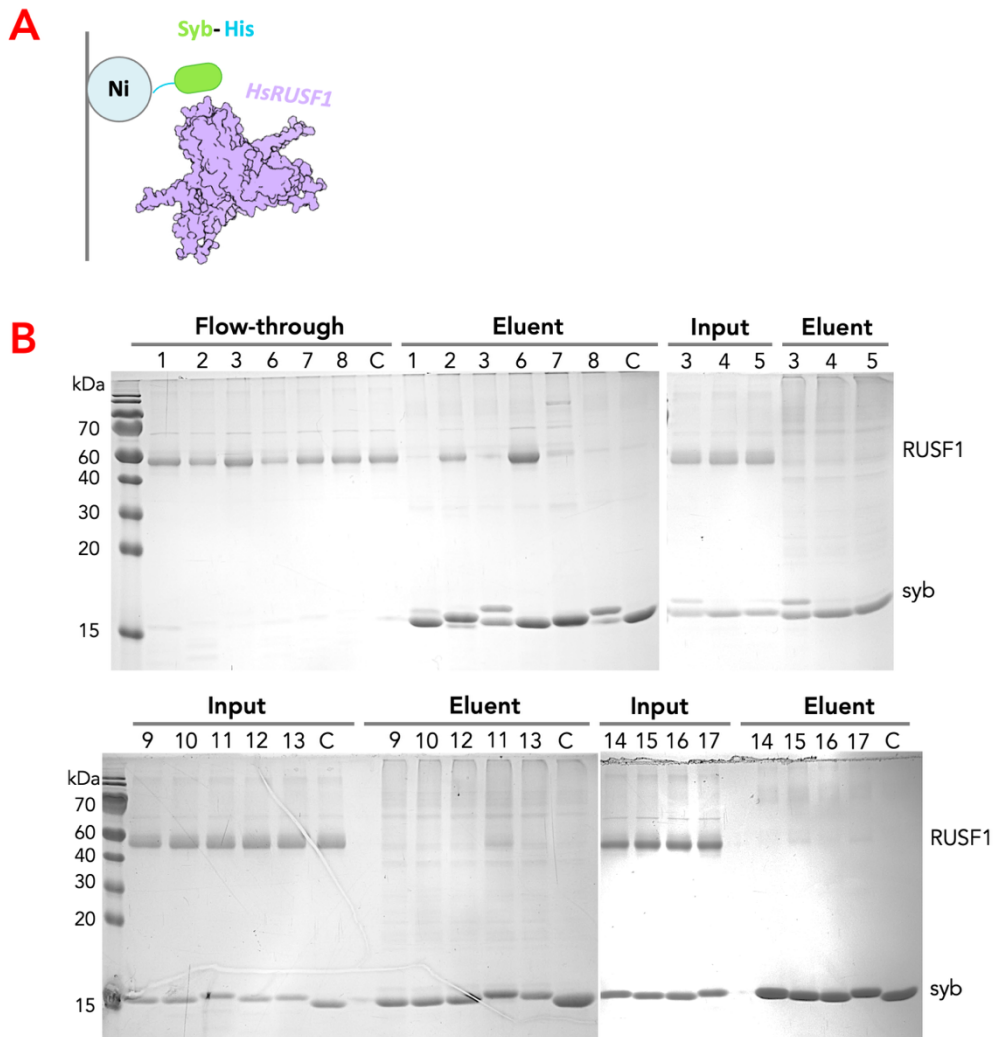 A
Syb-His
Ni
HsRUSF1
B
Flow-through Eluent Input Eluent
1 2 3 6 7 8 C 1 2 3 6 7 8 C 3 4 5 3 4 5
kDa
70
60
40
30
20
15
RUSF1
syb
Input Eluent Input Eluent
9 10 11 12 13 C 9 10 12 11 13 C 14 15 16 17 14 15 16 17 C
kDa
70
60
40
30
20
15
RUSF1
syb